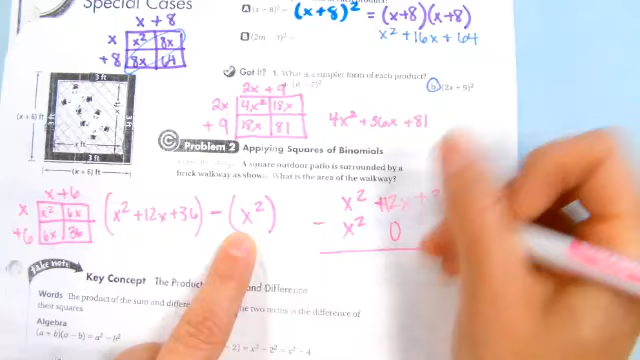 Special Cases
x + 8
x x² 8x
+8 8x 64
A (x + 8)² = (x+8)² = (x+8)(x+8)
x² + 16x + 64
B (2m − 3)² =
Got It? 1. What is a simpler form of each product?
b. (2x + 9)²
2x + 9
2x 4x² 18x
+ 9 18x 81
4x² + 36x + 81
3 ft 3 ft
(x + 6) ft
x ft
3 ft
Problem 2 Applying Squares of Binomials
A square outdoor patio is surrounded by a
brick walkway as shown. What is the area of the walkway?
x + 6
x x² 6x
+6 6x 36
(x² + 12x + 36) − (x²)
x² + 12x +
− x² 0
Take note
Key Concept The Product and Difference
Words The product of the sum and two terms is the difference of
their squares.
Algebra
(a + b)(a − b) = a² − b²
− 2) = x² − 2² = x² − 4